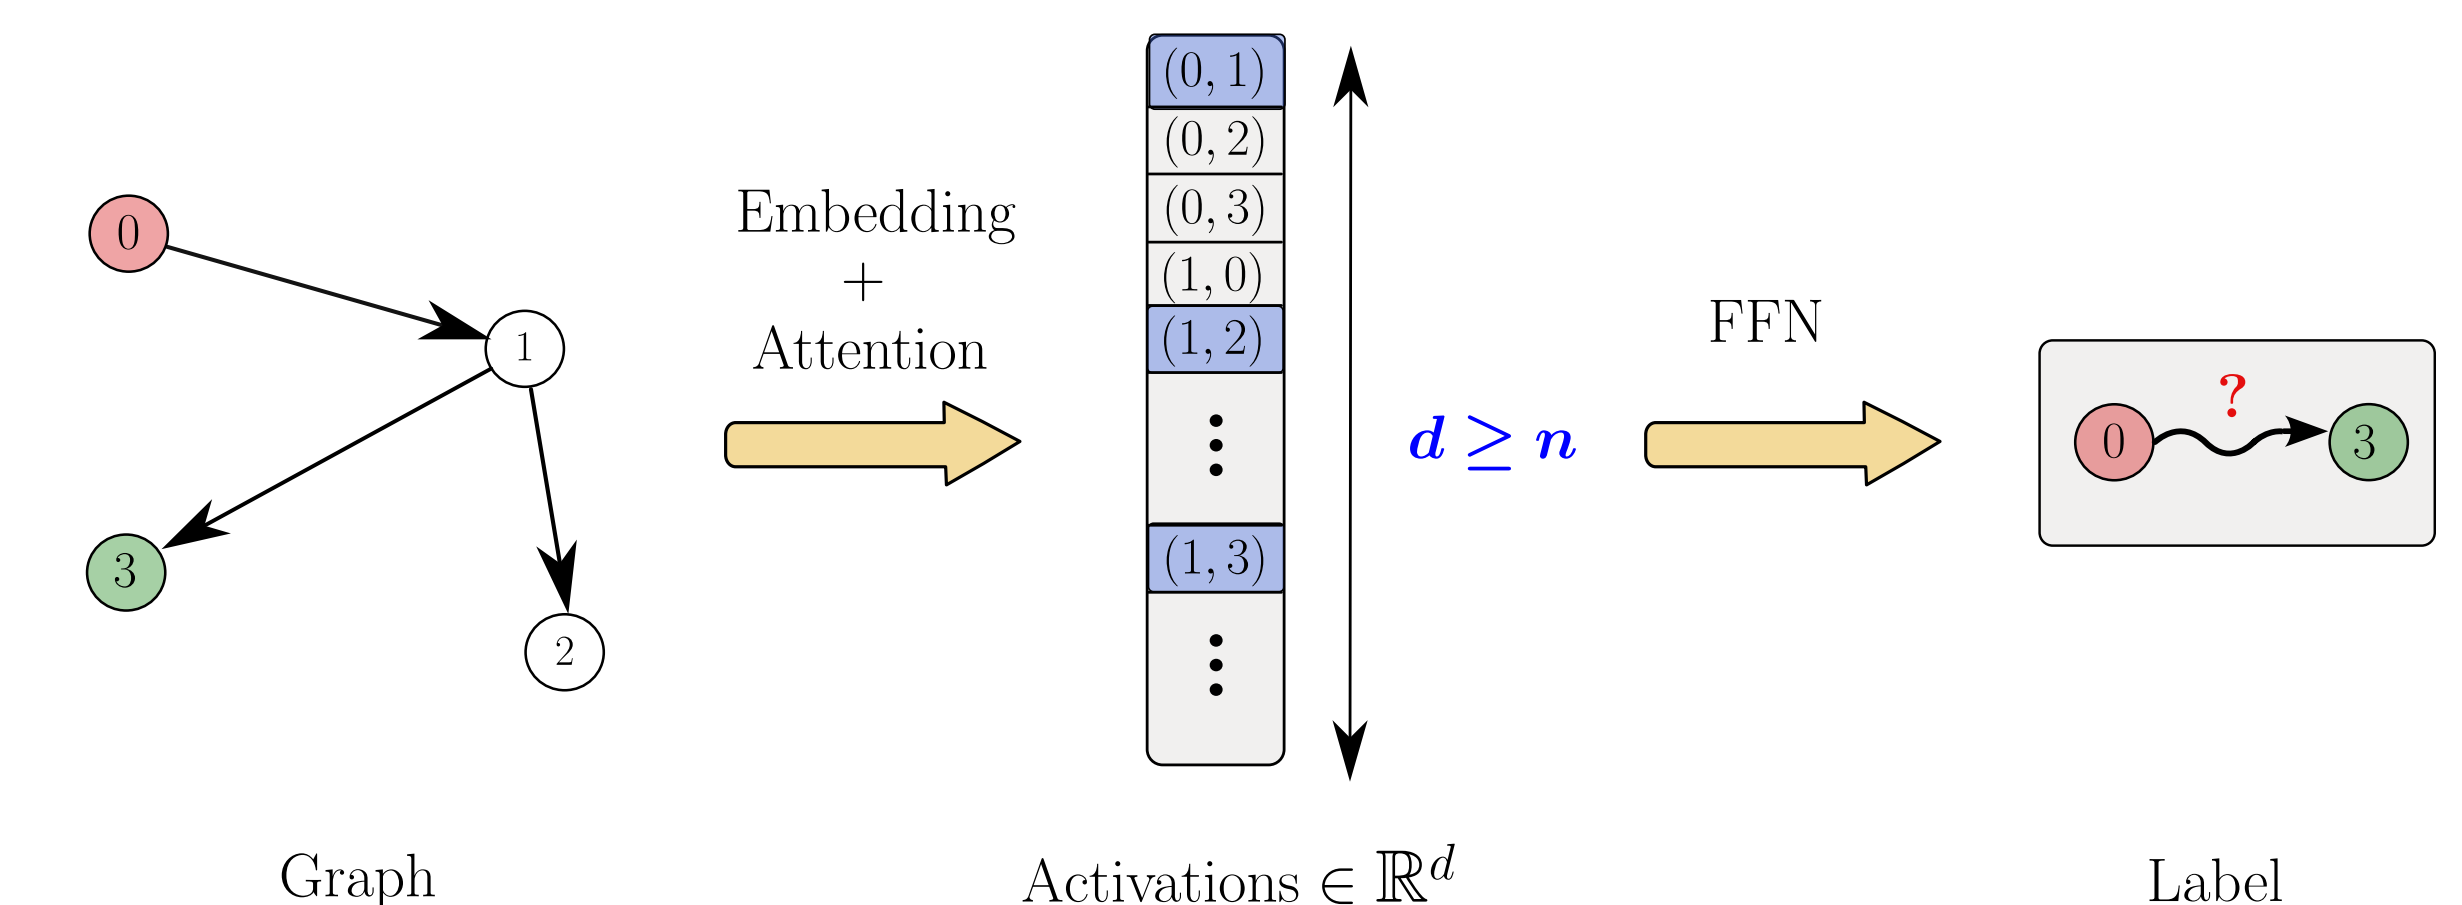 0
1
3
2
Graph
Embedding
+
Attention
(0, 1)
(0, 2)
(0, 3)
(1, 0)
(1, 2)
⋮
(1, 3)
⋮
d ≥ n
Activations ∈ ℝ^d
FFN
?
0 3
Label